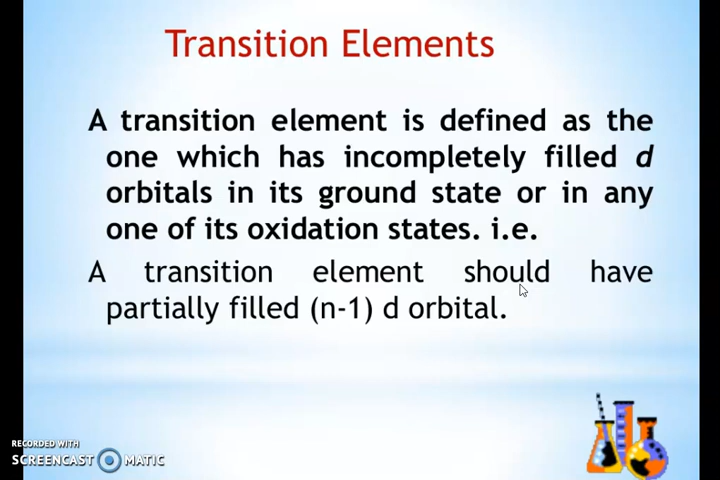 Transition Elements
A transition element is defined as the
one which has incompletely filled d
orbitals in its ground state or in any
one of its oxidation states. i.e.
A transition element should have
partially filled (n-1) d orbital.
RECORDED WITH
SCREENCAST MATIC